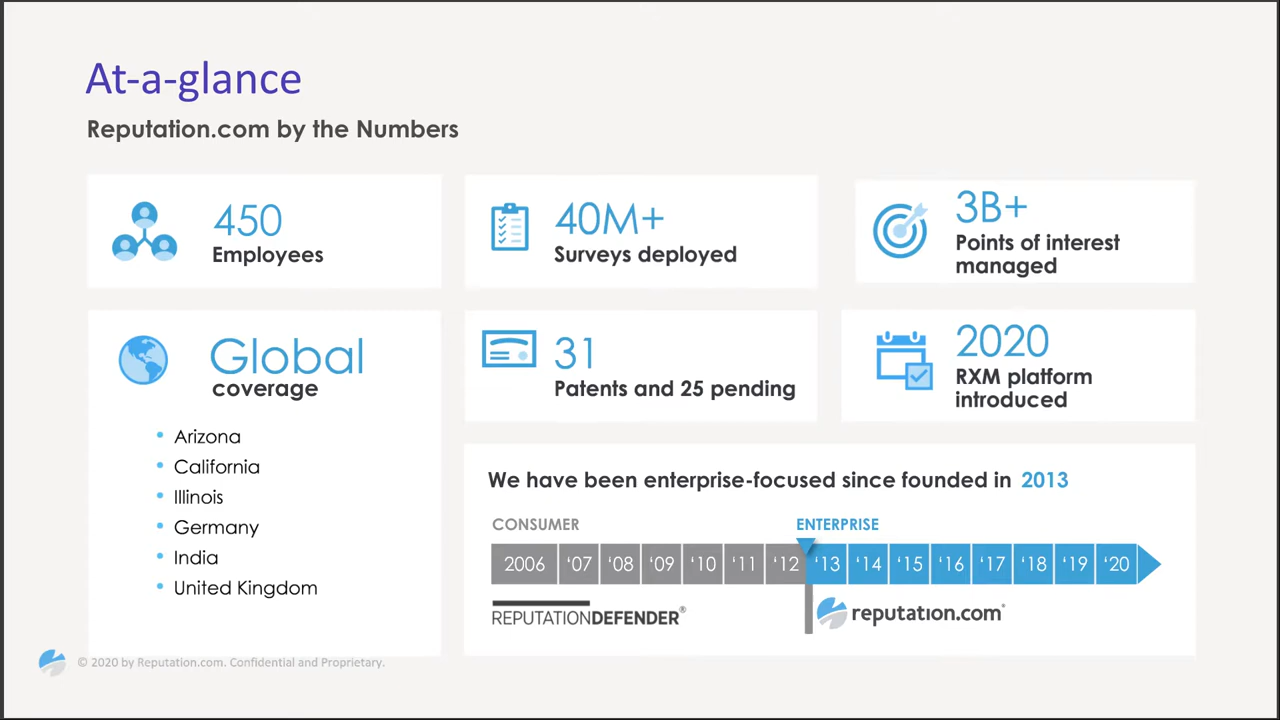 At-a-glance
Reputation.com by the Numbers
450
Employees
40M+
Surveys deployed
3B+
Points of interest
managed
Global
coverage
• Arizona
• California
• Illinois
• Germany
• India
• United Kingdom
31
Patents and 25 pending
2020
RXM platform
introduced
We have been enterprise-focused since founded in 2013
CONSUMER ENTERPRISE
2006 ‘07 ‘08 ‘09 ‘10 ‘11 ‘12 ‘13 ‘14 ‘15 ‘16 ‘17 ‘18 ‘19 ‘20
REPUTATIONDEFENDER® reputation.com®
© 2020 by Reputation.com. Confidential and Proprietary.